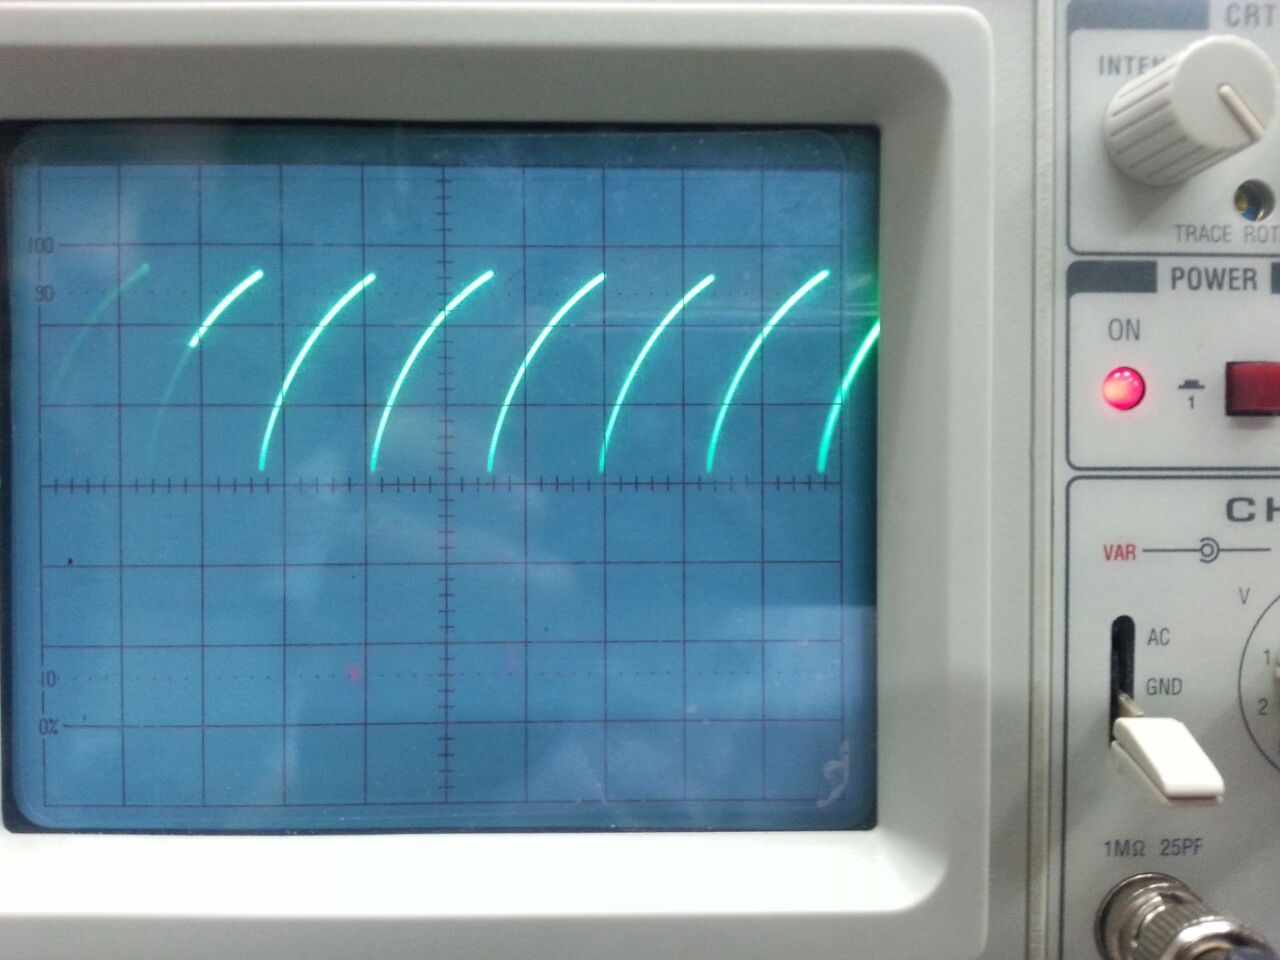 CRT
INTEN
TRACE ROT
POWER
ON
1
100
90
10
0%
CH
VAR
V
AC
GND
1
2
1MΩ 25PF